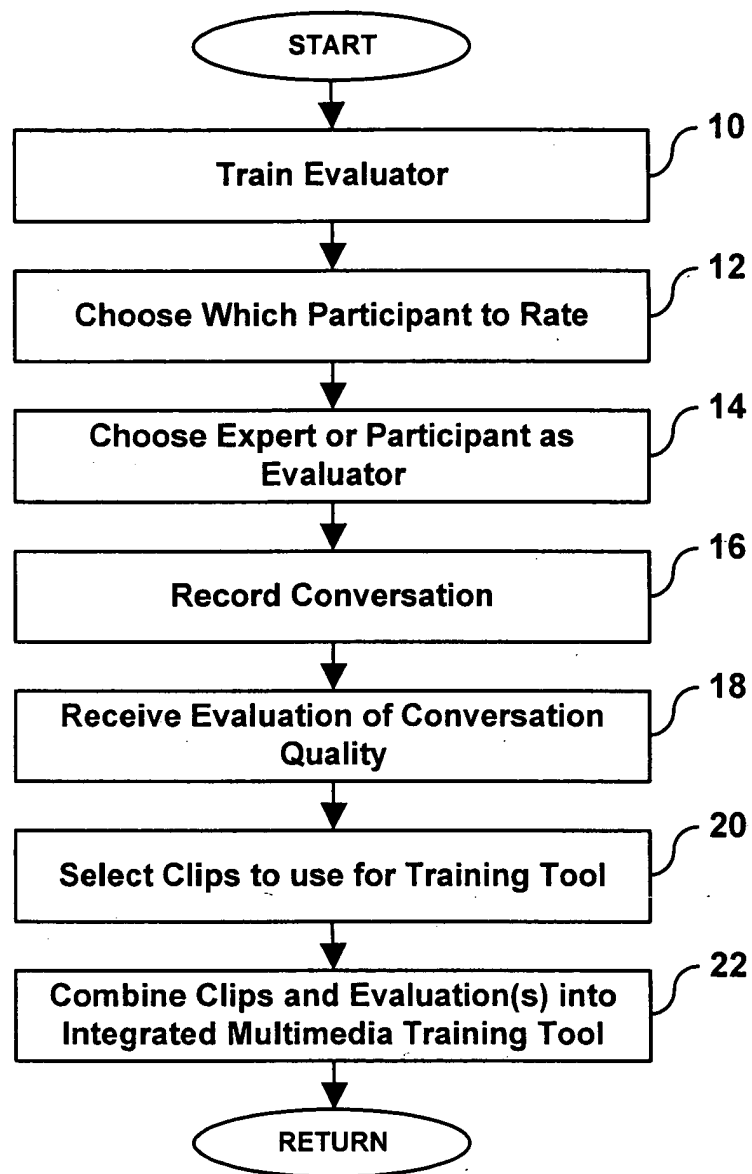 START
10
Train Evaluator
12
Choose Which Participant to Rate
14
Choose Expert or Participant as
Evaluator
16
Record Conversation
18
Receive Evaluation of Conversation
Quality
20
Select Clips to use for Training Tool
22
Combine Clips and Evaluation(s) into
Integrated Multimedia Training Tool
RETURN